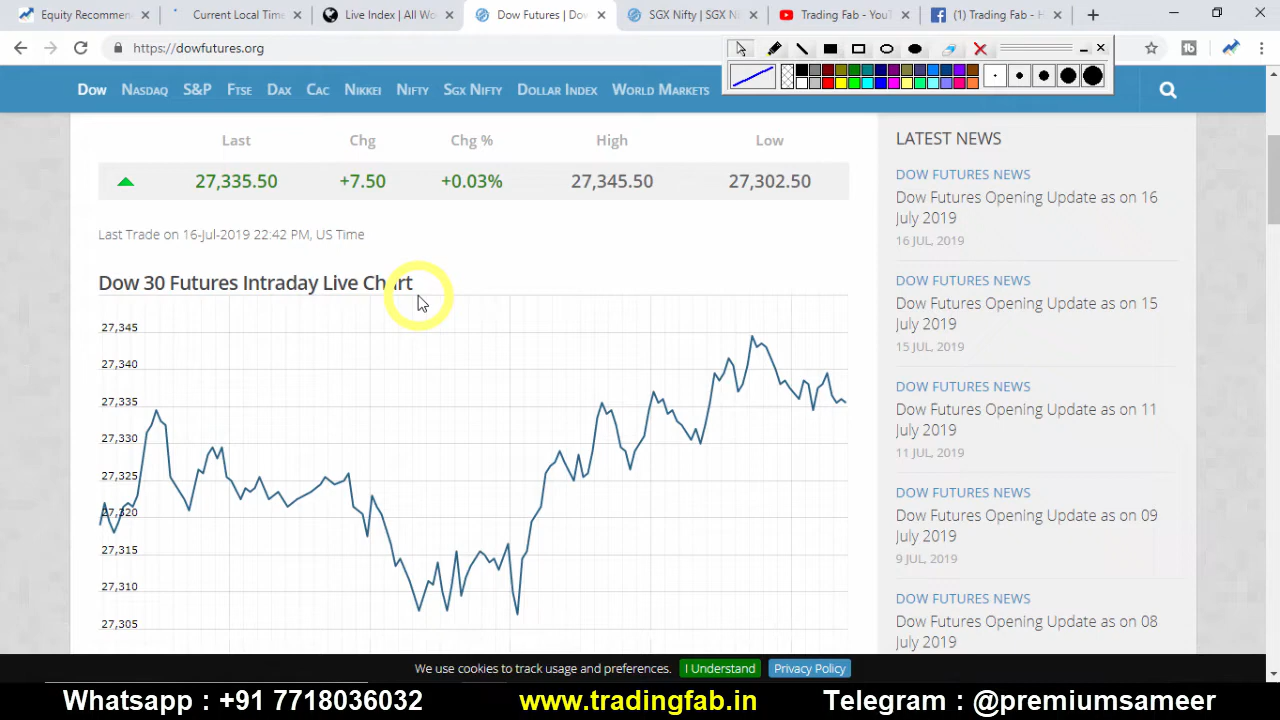 Equity Recommen
Current Local Time
Live Index | All Wo
Dow Futures | Dow
SGX Nifty | SGX N
Trading Fab - YouT
(1) Trading Fab - H
https://dowfutures.org
Dow Nasdaq S&P Ftse Dax Cac Nikkei Nifty Sgx Nifty Dollar Index World Markets
Last Chg Chg % High Low
27,335.50 +7.50 +0.03% 27,345.50 27,302.50
Last Trade on 16-Jul-2019 22:42 PM, US Time
Dow 30 Futures Intraday Live Chart
27,345
27,340
27,335
27,330
27,325
27,320
27,315
27,310
27,305
LATEST NEWS
DOW FUTURES NEWS
Dow Futures Opening Update as on 16
July 2019
16 JUL, 2019
DOW FUTURES NEWS
Dow Futures Opening Update as on 15
July 2019
15 JUL, 2019
DOW FUTURES NEWS
Dow Futures Opening Update as on 11
July 2019
11 JUL, 2019
DOW FUTURES NEWS
Dow Futures Opening Update as on 09
July 2019
9 JUL, 2019
DOW FUTURES NEWS
Dow Futures Opening Update as on 08
July 2019
We use cookies to track usage and preferences. I Understand Privacy Policy
Whatsapp : +91 7718036032 www.tradingfab.in Telegram : @premiumsameer